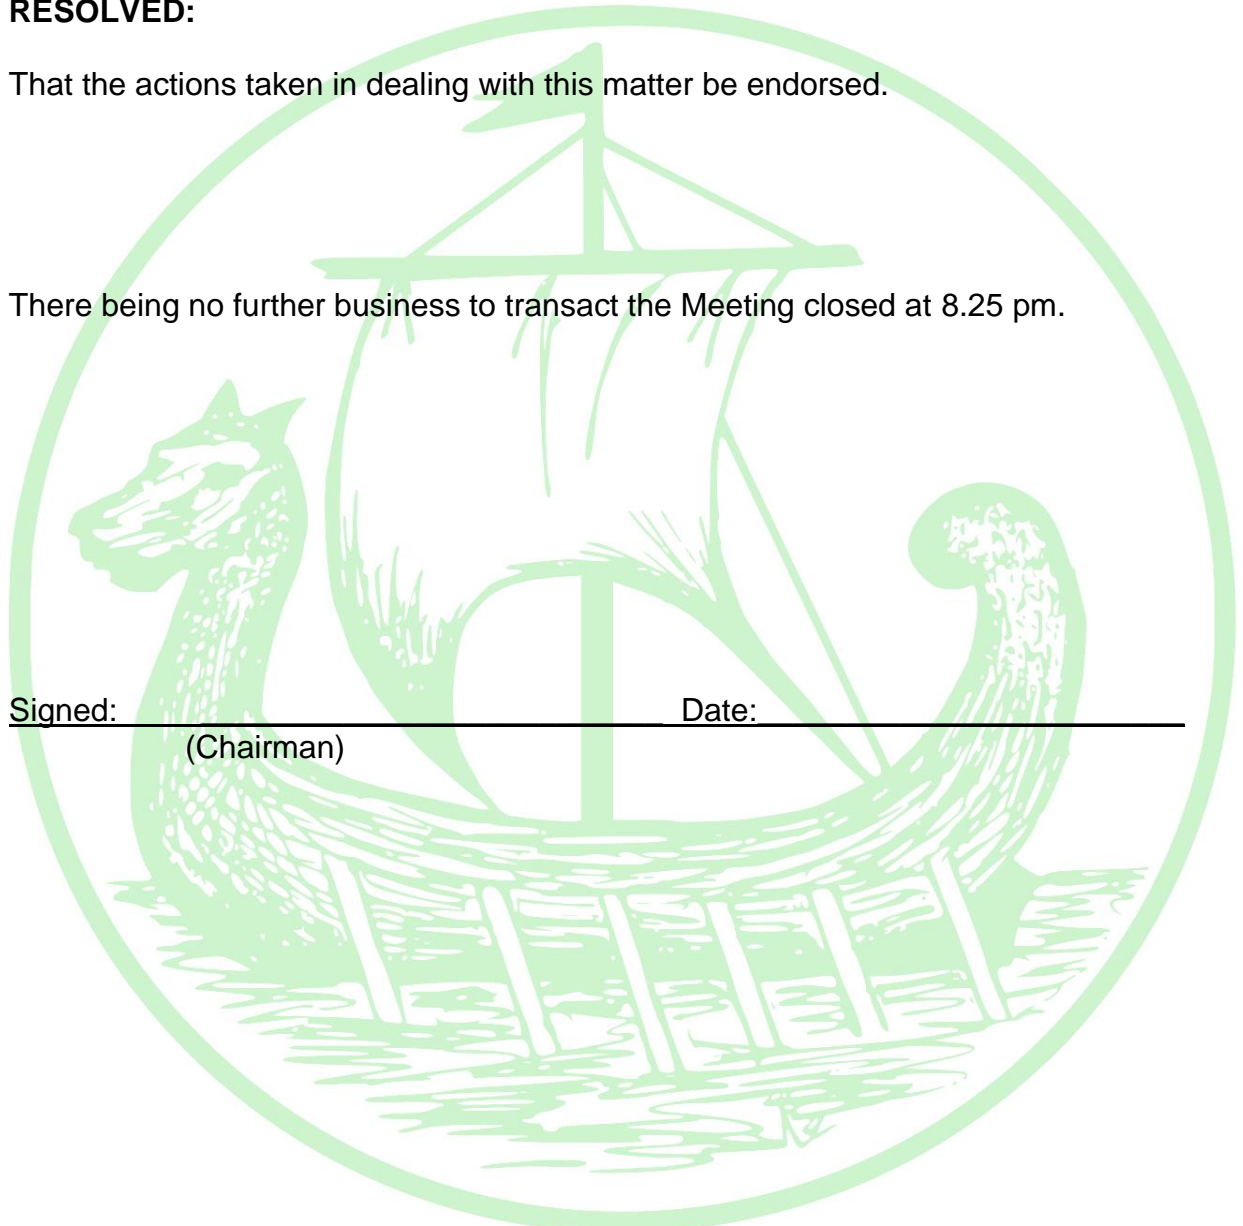 RESOLVED:
That the actions taken in dealing with this matter be endorsed.
There being no further business to transact the Meeting closed at 8.25 pm.
Signed: Date:
(Chairman)